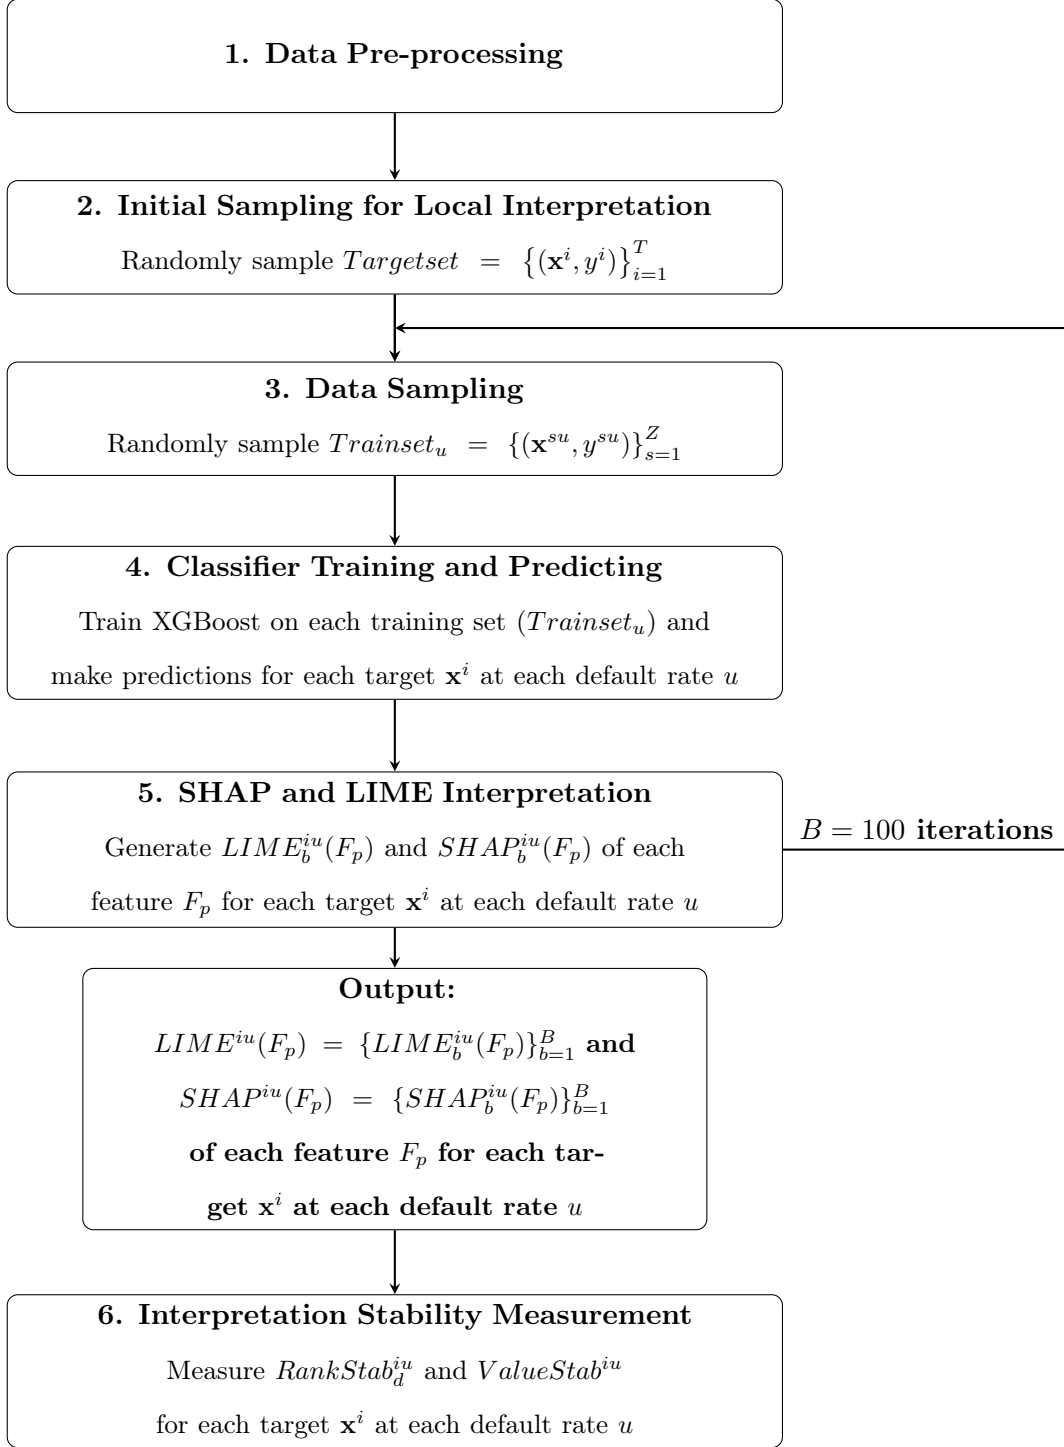 1. Data Pre-processing
2. Initial Sampling for Local Interpretation
Randomly sample $Targetset = \{(\mathbf{x}^i, y^i)\}_{i=1}^T$
3. Data Sampling
Randomly sample $Trainset_u = \{(\mathbf{x}^{su}, y^{su})\}_{s=1}^Z$
4. Classifier Training and Predicting
Train XGBoost on each training set ($Trainset_u$) and
make predictions for each target $\mathbf{x}^i$ at each default rate $u$
5. SHAP and LIME Interpretation
Generate $LIME_b^{iu}(F_p)$ and $SHAP_b^{iu}(F_p)$ of each
feature $F_p$ for each target $\mathbf{x}^i$ at each default rate $u$
$B = 100$ iterations
Output:
$LIME^{iu}(F_p) = \{LIME_b^{iu}(F_p)\}_{b=1}^B$ and
$SHAP^{iu}(F_p) = \{SHAP_b^{iu}(F_p)\}_{b=1}^B$
of each feature $F_p$ for each tar-
get $\mathbf{x}^i$ at each default rate $u$
6. Interpretation Stability Measurement
Measure $RankStab_d^{iu}$ and $ValueStab^{iu}$
for each target $\mathbf{x}^i$ at each default rate $u$